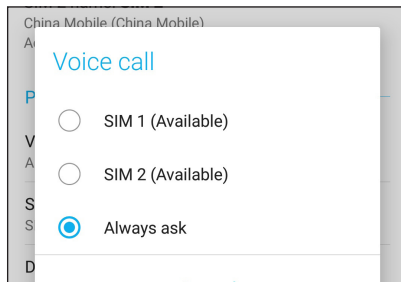 China Mobile (China Mobile)
A
Voice call
P
SIM 1 (Available)
V
A
SIM 2 (Available)
S
S
Always ask
D